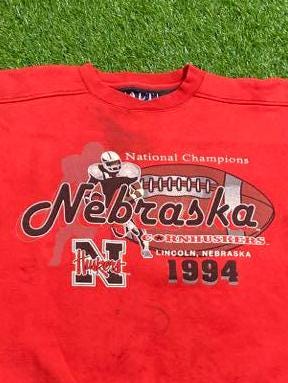 National Champions
Nebraska
CORNHUSKERS
LINCOLN, NEBRASKA
N
Huskers
1994